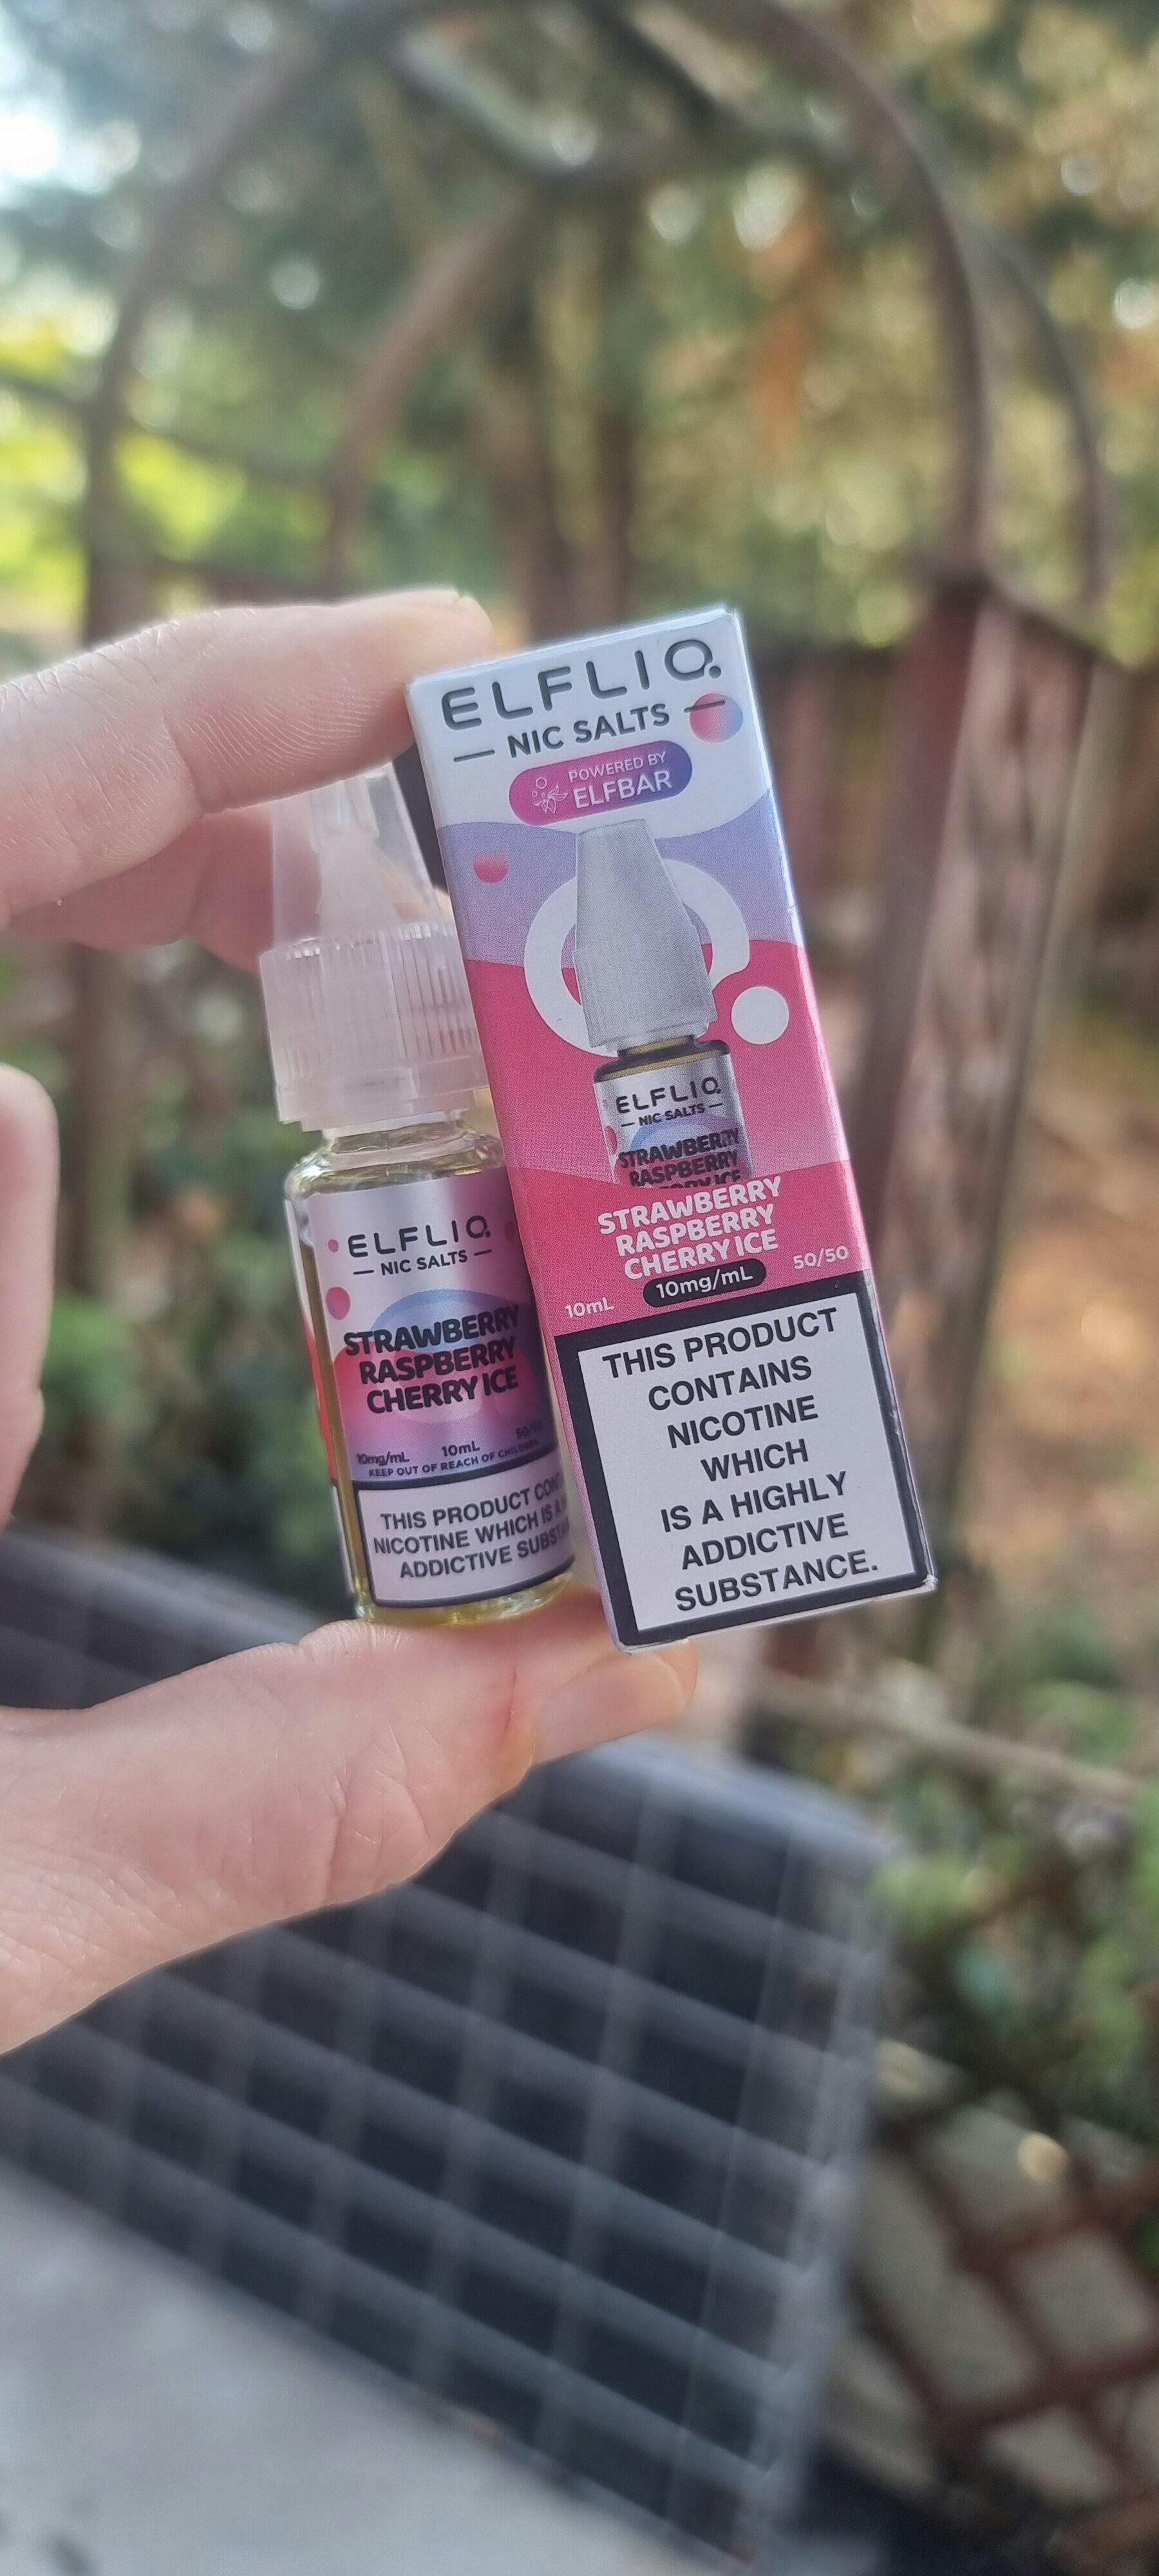 ELFLIQ
NIC SALTS
POWERED BY
ELFBAR
ELFLIQ
NIC SALTS
STRAWBERRY
RASPBERRY
STRAWBERRY
RASPBERRY
CHERRY ICE
10mL 10mg/mL 50/50
THIS PRODUCT
CONTAINS
NICOTINE
WHICH
IS A HIGHLY
ADDICTIVE
SUBSTANCE.
ELFLIQ
NIC SALTS
STRAWBERRY
RASPBERRY
CHERRY ICE
10mg/mL 10mL
KEEP OUT OF REACH OF CHILDREN
THIS PRODUCT CON
NICOTINE WHICH IS A
ADDICTIVE SUBST